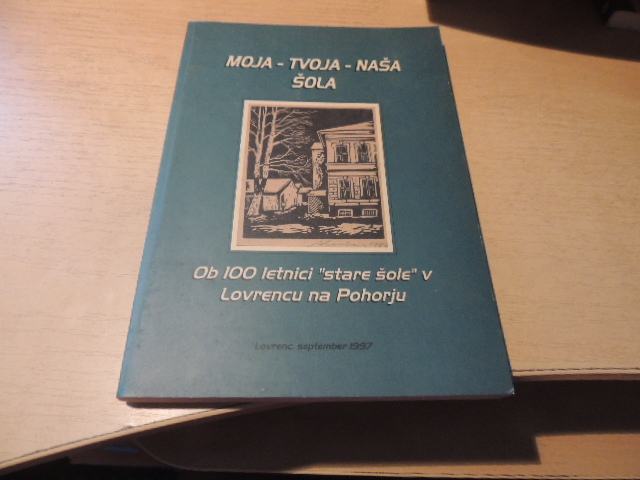 MOJA - TVOJA - NAŠA
ŠOLA
Ob 100 letnici "stare šole" v
Lovrencu na Pohorju
Lovrenc, september 1997